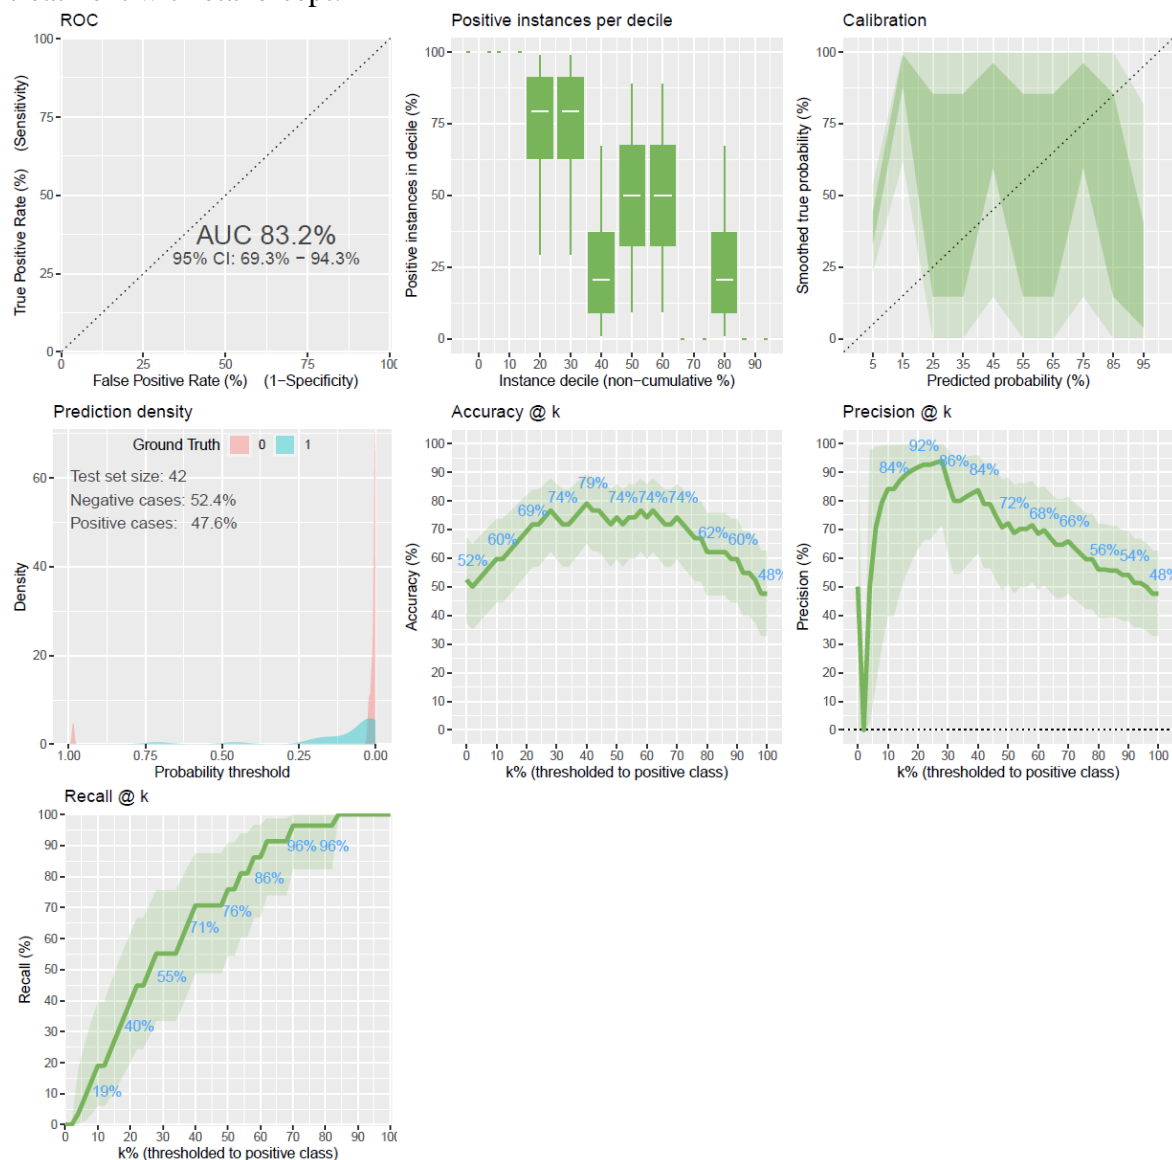 ROC
100
75
50
25
0
True Positive Rate (%) (Sensitivity)
AUC 83.2%
95% CI: 69.3% − 94.3%
0 25 50 75 100
False Positive Rate (%) (1−Specificity)
Positive instances per decile
100
75
50
25
0
Positive instances in decile (%)
0 10 20 30 40 50 60 70 80 90
Instance decile (non−cumulative %)
Calibration
100
75
50
25
0
Smoothed true probability (%)
5 15 25 35 45 55 65 75 85 95
Predicted probability (%)
Prediction density
Ground Truth 0 1
Test set size: 42
Negative cases: 52.4%
Positive cases: 47.6%
60
40
20
0
Density
1.00 0.75 0.50 0.25 0.00
Probability threshold
Accuracy @ k
100
90
80
70
60
50
40
30
20
10
0
Accuracy (%)
52% 60% 69% 74% 79% 74% 74% 74% 62% 60% 48%
0 10 20 30 40 50 60 70 80 90 100
k% (thresholded to positive class)
Precision @ k
100
90
80
70
60
50
40
30
20
10
0
Precision (%)
84% 92% 86% 84% 72% 68% 66% 56% 54% 48%
0 10 20 30 40 50 60 70 80 90 100
k% (thresholded to positive class)
Recall @ k
100
90
80
70
60
50
40
30
20
10
0
Recall (%)
19% 40% 55% 71% 76% 86% 96% 96%
0 10 20 30 40 50 60 70 80 90 100
k% (thresholded to positive class)